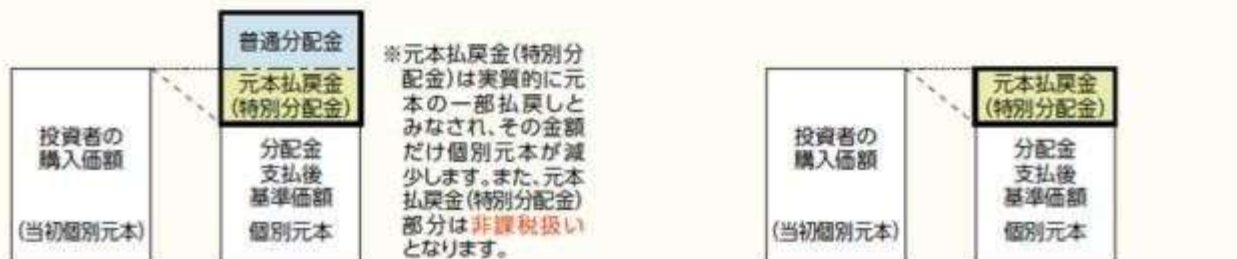 投資者の
購入価額
(当初個別元本)
普通分配金
元本払戻金
(特別分配金)
分配金
支払後
基準価額
個別元本
※元本払戻金(特別分
配金)は実質的に元
本の一部払戻しと
みなされ、その金額
だけ個別元本が減
少します。また、元本
払戻金(特別分配金)
部分は非課税扱い
となります。
投資者の
購入価額
(当初個別元本)
元本払戻金
(特別分配金)
分配金
支払後
基準価額
個別元本